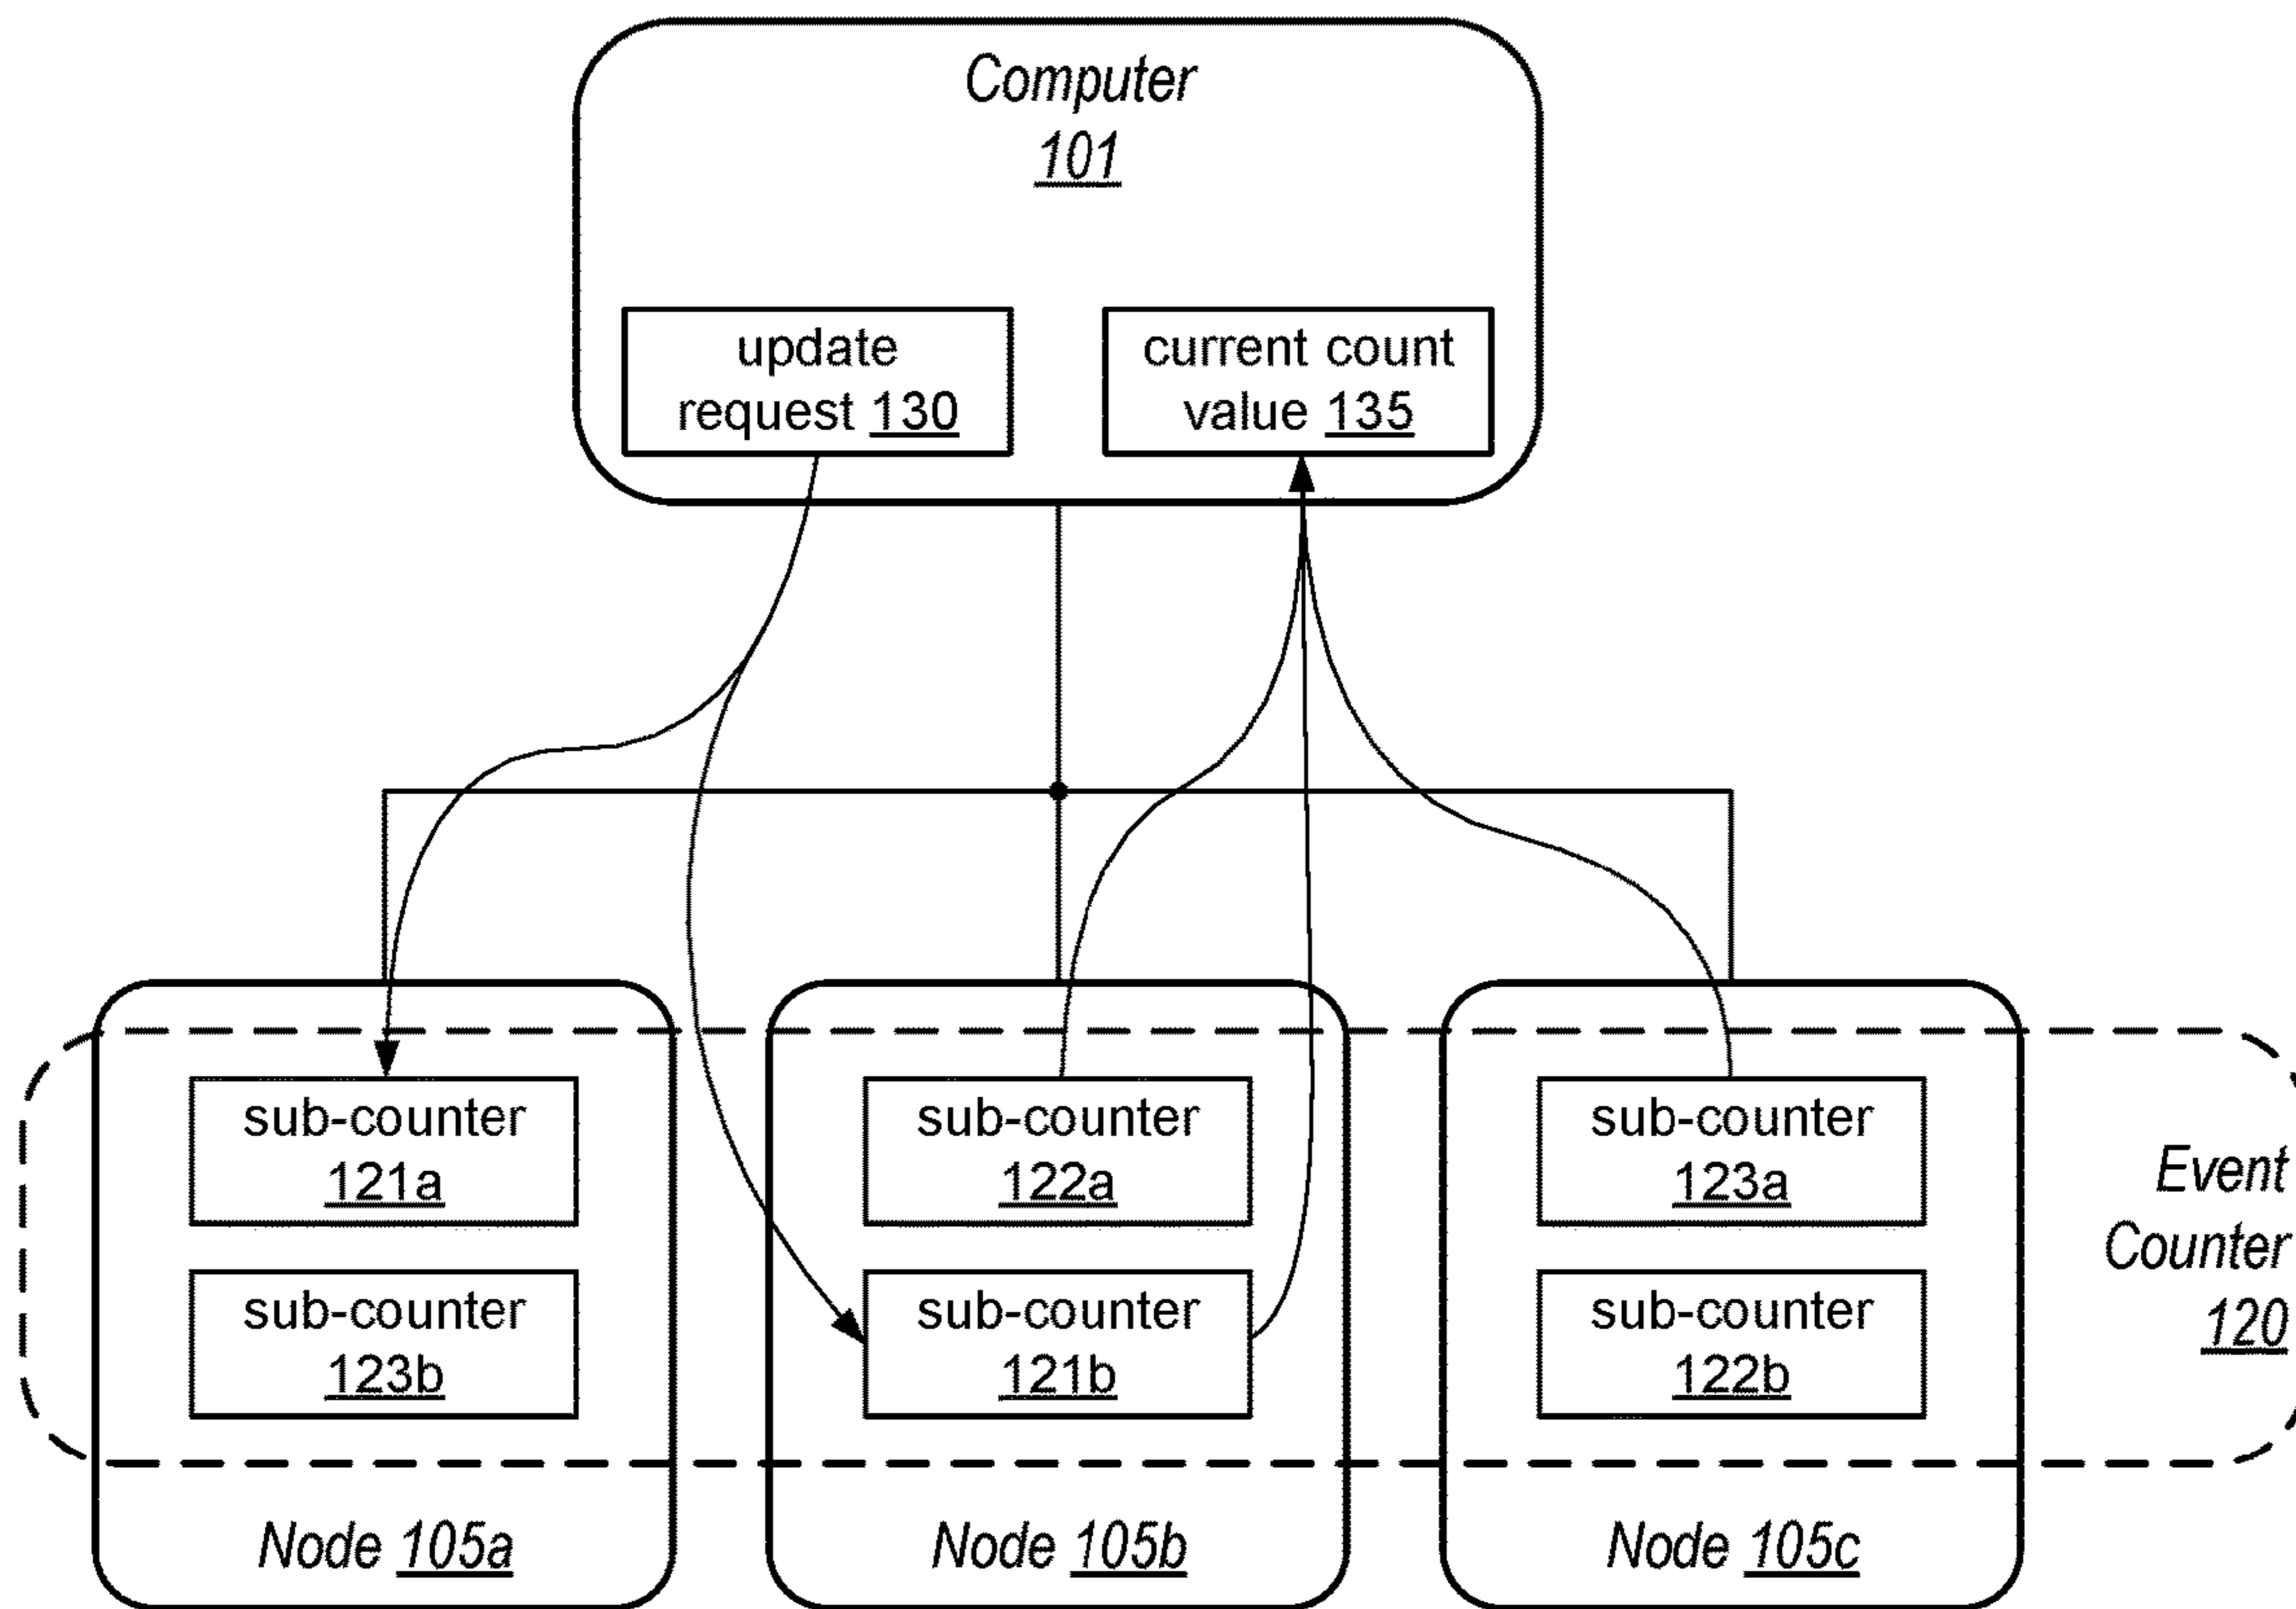 Computer
101
update
request 130
current count
value 135
sub-counter
121a
sub-counter
122a
sub-counter
123a
sub-counter
123b
sub-counter
121b
sub-counter
122b
Event
Counter
120
Node 105a
Node 105b
Node 105c